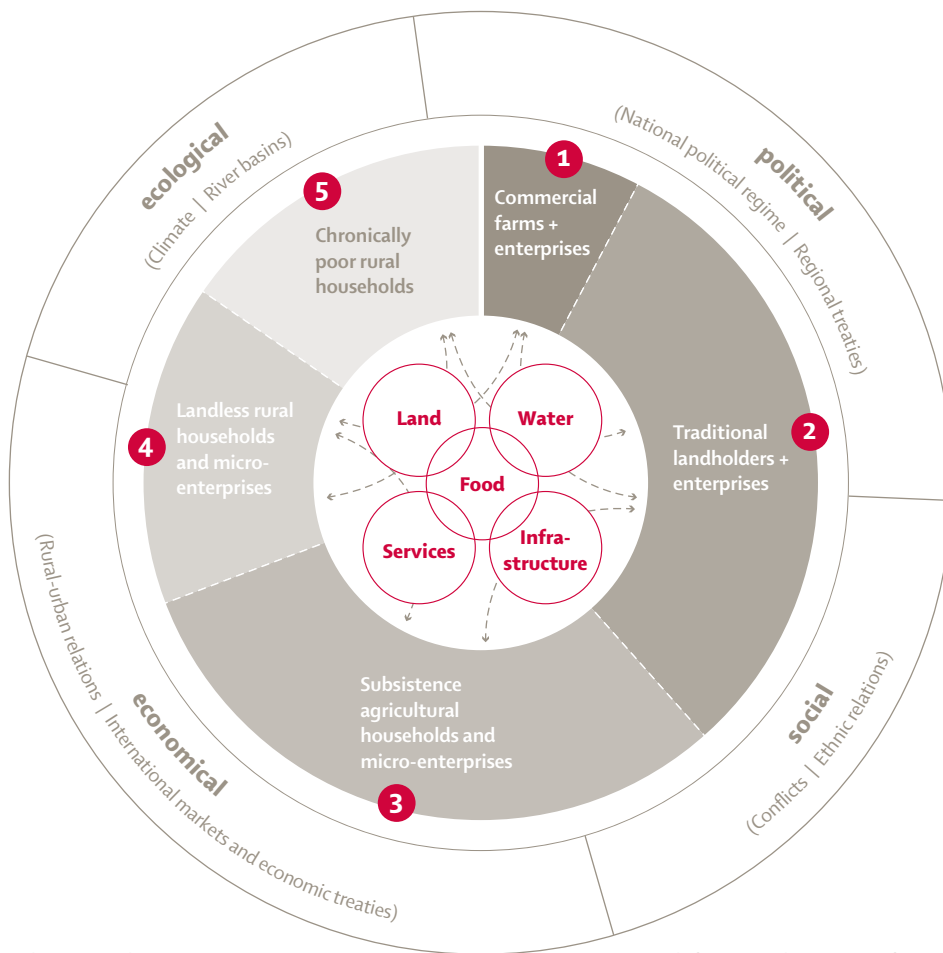 ecological
(Climate | River basins)
political
(National political regime | Regional treaties)
social
(Conflicts | Ethnic relations)
economical
(Rural-urban relations | International markets and economic treaties)
1
Commercial
farms +
enterprises
2
Traditional
landholders +
enterprises
3
Subsistence
agricultural
households and
micro-enterprises
4
Landless rural
households
and micro-
enterprises
5
Chronically
poor rural
households
Land
Water
Food
Services
Infra-
structure